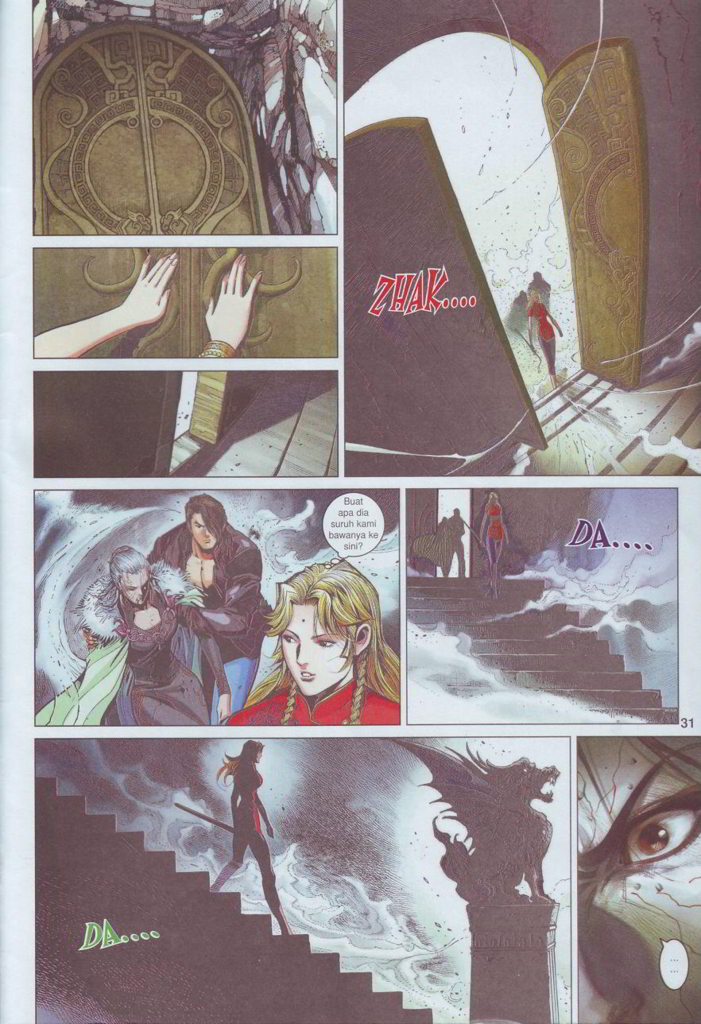 ZHAK....
Buat
apa dia
suruh kami
bawanya ke
sini?
DA....
31
DA....
...
...